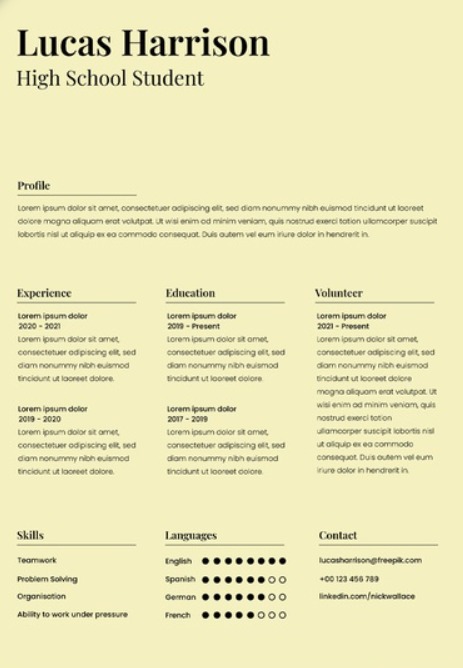 Lucas Harrison
High School Student
Profile
Lorem ipsum dolor sit amet, consectetuer adipiscing elit, sed diam nonummy nibh euismod tincidunt ut laoreet
dolore magna aliquam erat volutpat. Ut wisi enim ad minim veniam, quis nostrud exerci tation ullamcorper suscipit
lobortis nisl ut aliquip ex ea commodo consequat. Duis autem vel eum iriure dolor in hendrerit in.
Experience
Lorem ipsum dolor
2020 - 2021
Lorem ipsum dolor sit amet,
consectetuer adipiscing elit, sed
diam nonummy nibh euismod
tincidunt ut laoreet dolore.
Lorem ipsum dolor
2019 - 2020
Lorem ipsum dolor sit amet,
consectetuer adipiscing elit, sed
diam nonummy nibh euismod
tincidunt ut laoreet dolore.
Education
Lorem ipsum dolor
2019 - Present
Lorem ipsum dolor sit amet,
consectetuer adipiscing elit, sed
diam nonummy nibh euismod
tincidunt ut laoreet dolore.
Lorem ipsum dolor
2017 - 2019
Lorem ipsum dolor sit amet,
consectetuer adipiscing elit, sed
diam nonummy nibh euismod
tincidunt ut laoreet dolore.
Volunteer
Lorem ipsum dolor
2021 - Present
Lorem ipsum dolor sit amet,
consectetuer adipiscing elit, sed
diam nonummy nibh euismod
tincidunt ut laoreet dolore
magna aliquam erat volutpat. Ut
wisi enim ad minim veniam, quis
nostrud exerci tation
ullamcorper suscipit lobortis nisl
ut aliquip ex ea commodo
consequat. Duis autem vel eum
iriure dolor in hendrerit in.
Skills
Teamwork
Problem Solving
Organisation
Ability to work under pressure
Languages
English
Spanish
German
French
Contact
lucasharrison@freepik.com
+00 123 456 789
linkedin.com/nickwallace